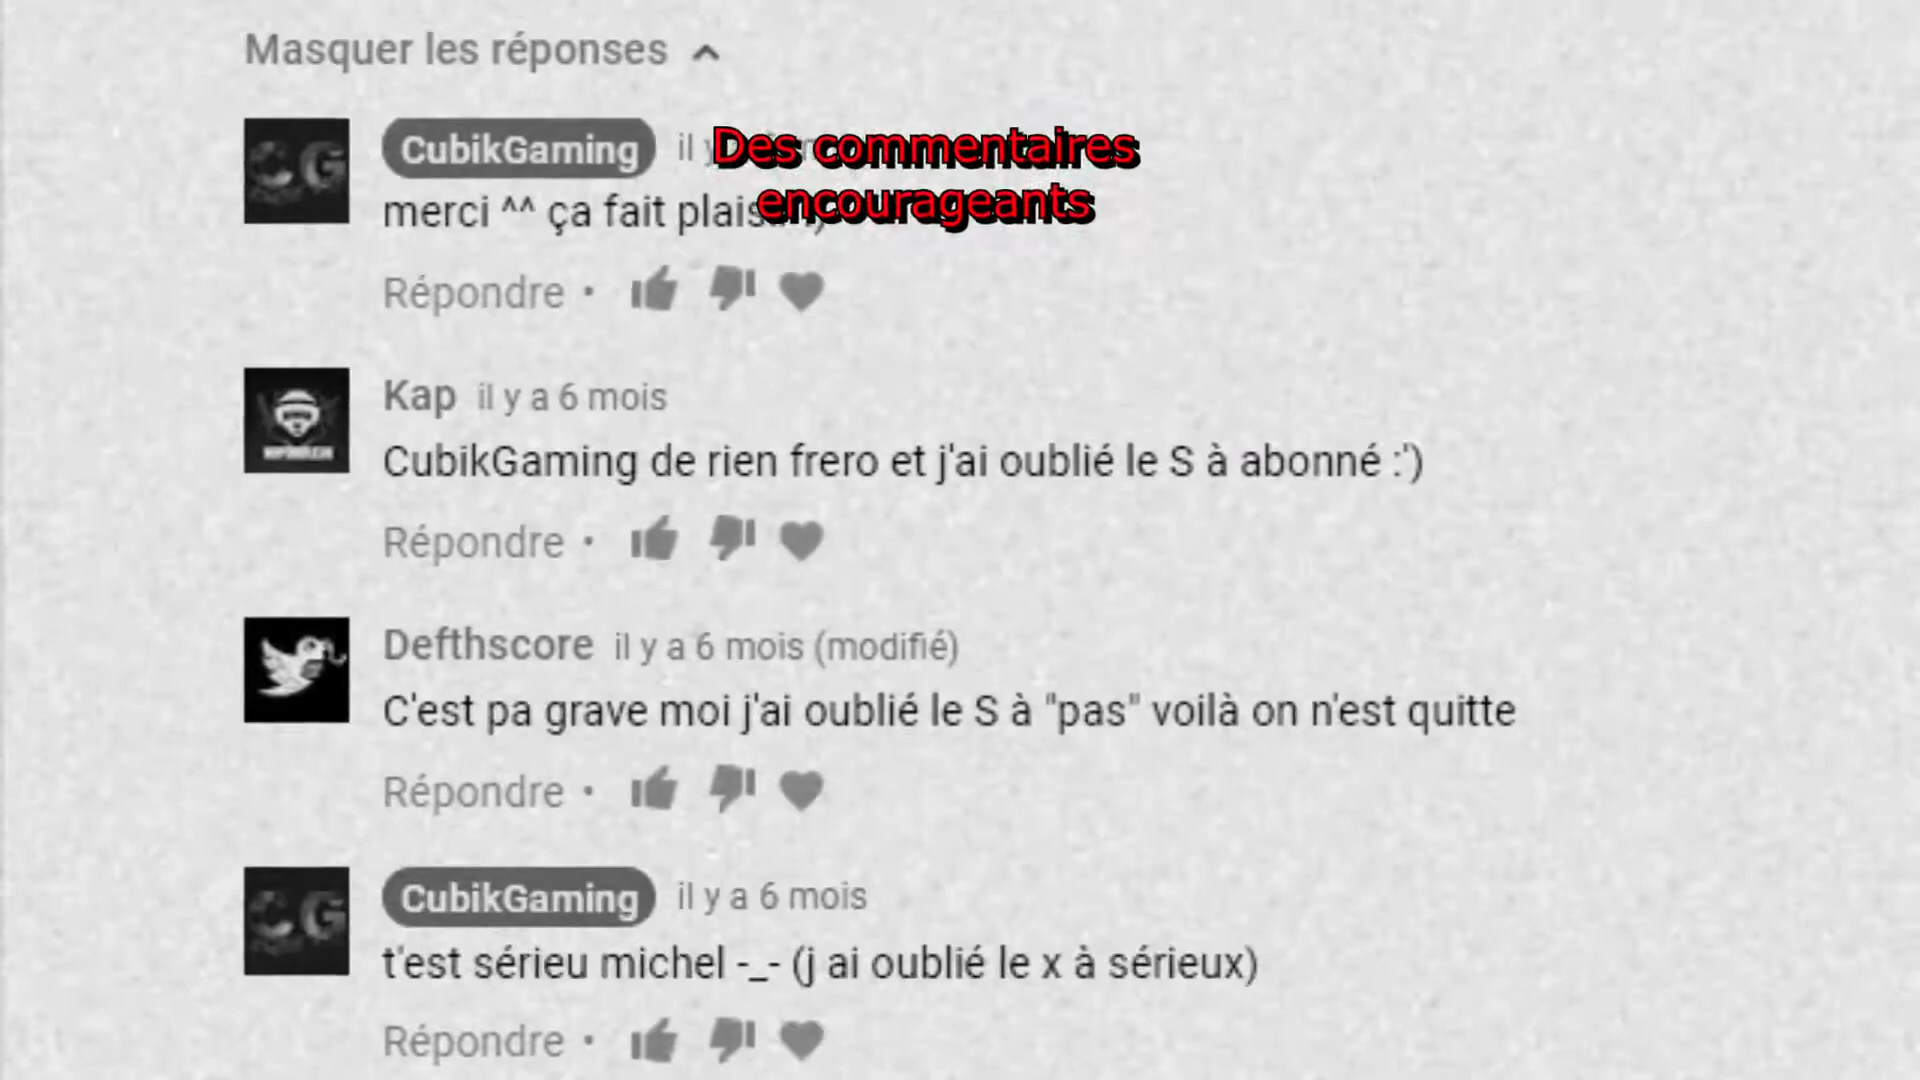 Masquer les réponses
CubikGaming il y
Des commentaires
encourageants
merci ^^ ça fait
Répondre •
Kap il y a 6 mois
CubikGaming de rien frero et j'ai oublié le S à abonné :')
Répondre •
Defthscore il y a 6 mois (modifié)
C'est pa grave moi j'ai oublié le S à "pas" voilà on n'est quitte
Répondre •
CubikGaming il y a 6 mois
t'est sérieu michel -_- (j ai oublié le x à sérieux)
Répondre •